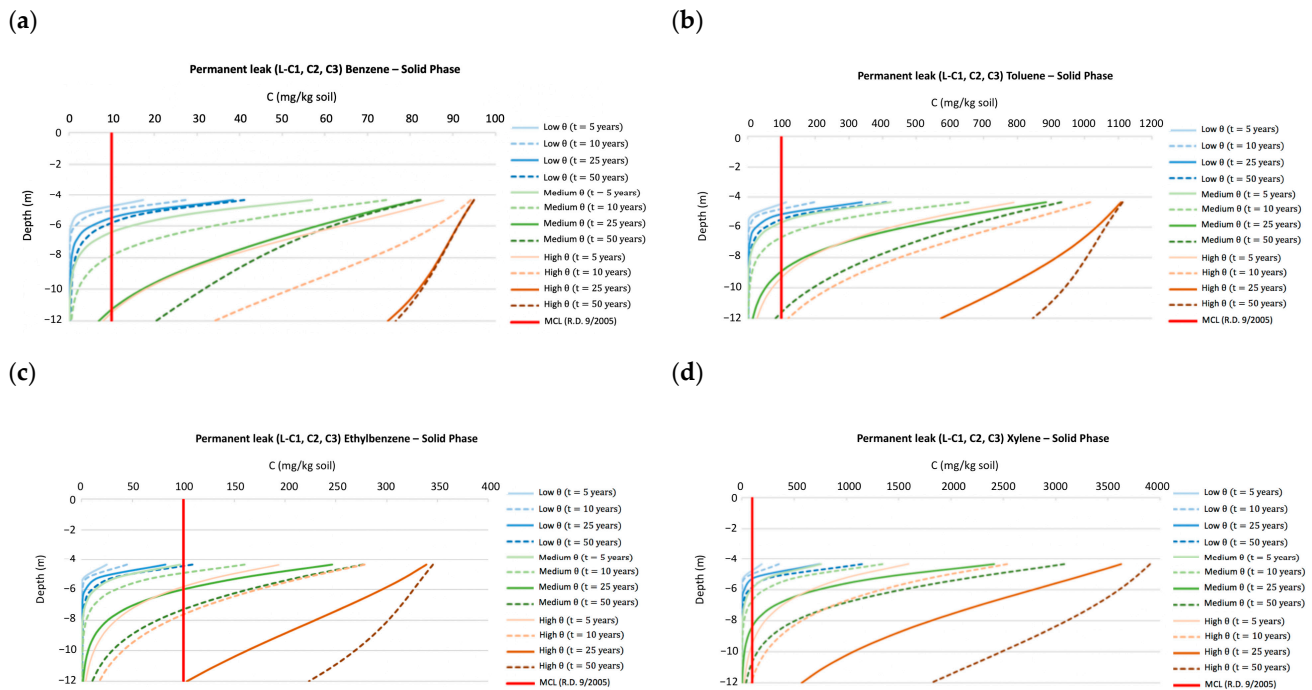 (a)
Permanent leak (L-C1, C2, C3) Benzene – Solid Phase
C (mg/kg soil)
0 10 20 30 40 50 60 70 80 90 100
0
−2
−4
−6
−8
−10
−12
Depth (m)
Low θ (t = 5 years)
Low θ (t = 10 years)
Low θ (t = 25 years)
Low θ (t = 50 years)
Medium θ (t = 5 years)
Medium θ (t = 10 years)
Medium θ (t = 25 years)
Medium θ (t = 50 years)
High θ (t = 5 years)
High θ (t = 10 years)
High θ (t = 25 years)
High θ (t = 50 years)
MCL (R.D. 9/2005)
(b)
Permanent leak (L-C1, C2, C3) Toluene – Solid Phase
C (mg/kg soil)
0 100 200 300 400 500 600 700 800 900 1000 1100 1200
0
−2
−4
−6
−8
−10
−12
Depth (m)
Low θ (t = 5 years)
Low θ (t = 10 years)
Low θ (t = 25 years)
Low θ (t = 50 years)
Medium θ (t = 5 years)
Medium θ (t = 10 years)
Medium θ (t = 25 years)
Medium θ (t = 50 years)
High θ (t = 5 years)
High θ (t = 10 years)
High θ (t = 25 years)
High θ (t = 50 years)
MCL (R.D. 9/2005)
(c)
Permanent leak (L-C1, C2, C3) Ethylbenzene – Solid Phase
C (mg/kg soil)
0 50 100 150 200 250 300 350 400
0
−2
−4
−6
−8
−10
−12
Depth (m)
Low θ (t = 5 years)
Low θ (t = 10 years)
Low θ (t = 25 years)
Low θ (t = 50 years)
Medium θ (t = 5 years)
Medium θ (t = 10 years)
Medium θ (t = 25 years)
Medium θ (t = 50 years)
High θ (t = 5 years)
High θ (t = 10 years)
High θ (t = 25 years)
High θ (t = 50 years)
MCL (R.D. 9/2005)
(d)
Permanent leak (L-C1, C2, C3) Xylene – Solid Phase
C (mg/kg soil)
0 500 1000 1500 2000 2500 3000 3500 4000
0
−2
−4
−6
−8
−10
−12
Depth (m)
Low θ (t = 5 years)
Low θ (t = 10 years)
Low θ (t = 25 years)
Low θ (t = 50 years)
Medium θ (t = 5 years)
Medium θ (t = 10 years)
Medium θ (t = 25 years)
Medium θ (t = 50 years)
High θ (t = 5 years)
High θ (t = 10 years)
High θ (t = 25 years)
High θ (t = 50 years)
MCL (R.D. 9/2005)